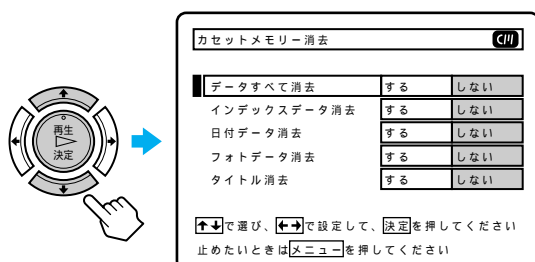 カセットメモリー消去
データすべて消去 する しない
インデックスデータ消去 する しない
日付データ消去 する しない
フォトデータ消去 する しない
タイトル消去 する しない
↑↓で選び、←→で設定して、決定を押してください
止めたいときはメニューを押してください
再生
決定